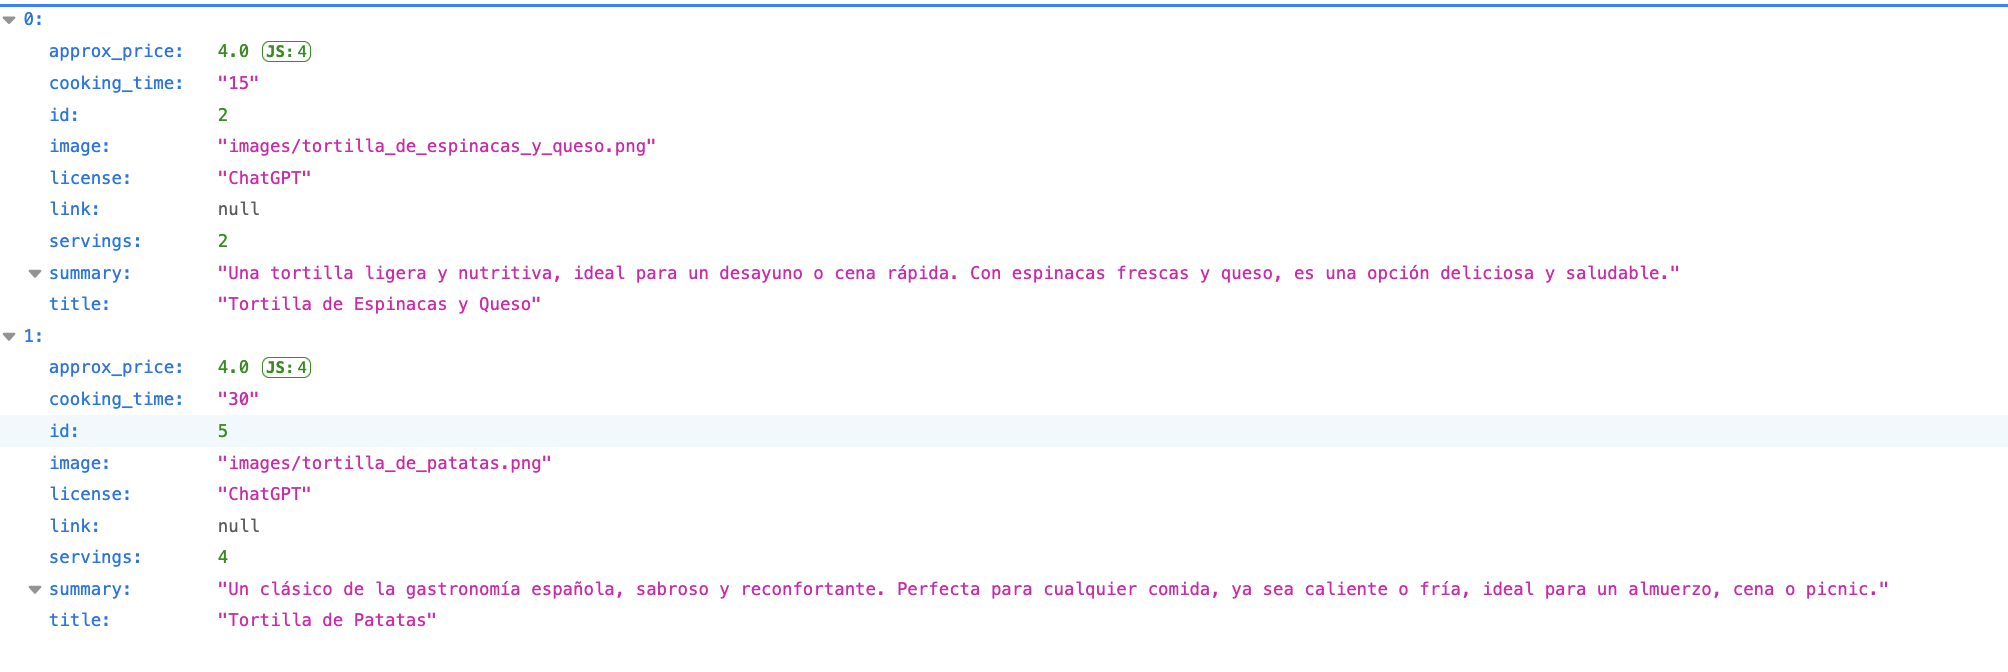 0:
approx_price: 4.0 JS: 4
cooking_time: "15"
id: 2
image: "images/tortilla_de_espinacas_y_queso.png"
license: "ChatGPT"
link: null
servings: 2
summary: "Una tortilla ligera y nutritiva, ideal para un desayuno o cena rápida. Con espinacas frescas y queso, es una opción deliciosa y saludable."
title: "Tortilla de Espinacas y Queso"
1:
approx_price: 4.0 JS: 4
cooking_time: "30"
id: 5
image: "images/tortilla_de_patatas.png"
license: "ChatGPT"
link: null
servings: 4
summary: "Un clásico de la gastronomía española, sabroso y reconfortante. Perfecta para cualquier comida, ya sea caliente o fría, ideal para un almuerzo, cena o picnic."
title: "Tortilla de Patatas"